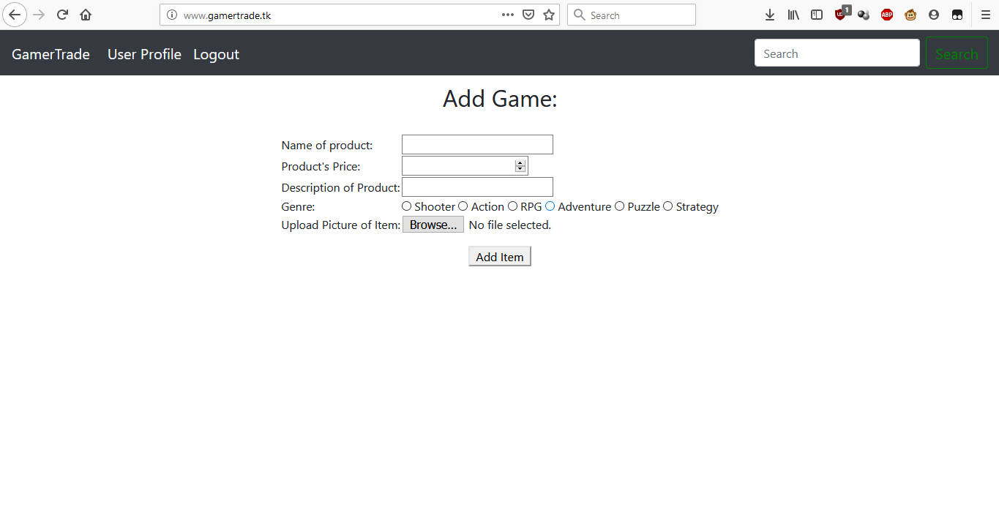 www.gamertrade.tk Search 1 ABP
GamerTrade User Profile Logout Search Search
Add Game:
Name of product:
Product's Price:
Description of Product:
Genre: Shooter Action RPG Adventure Puzzle Strategy
Upload Picture of Item: Browse... No file selected.
Add Item